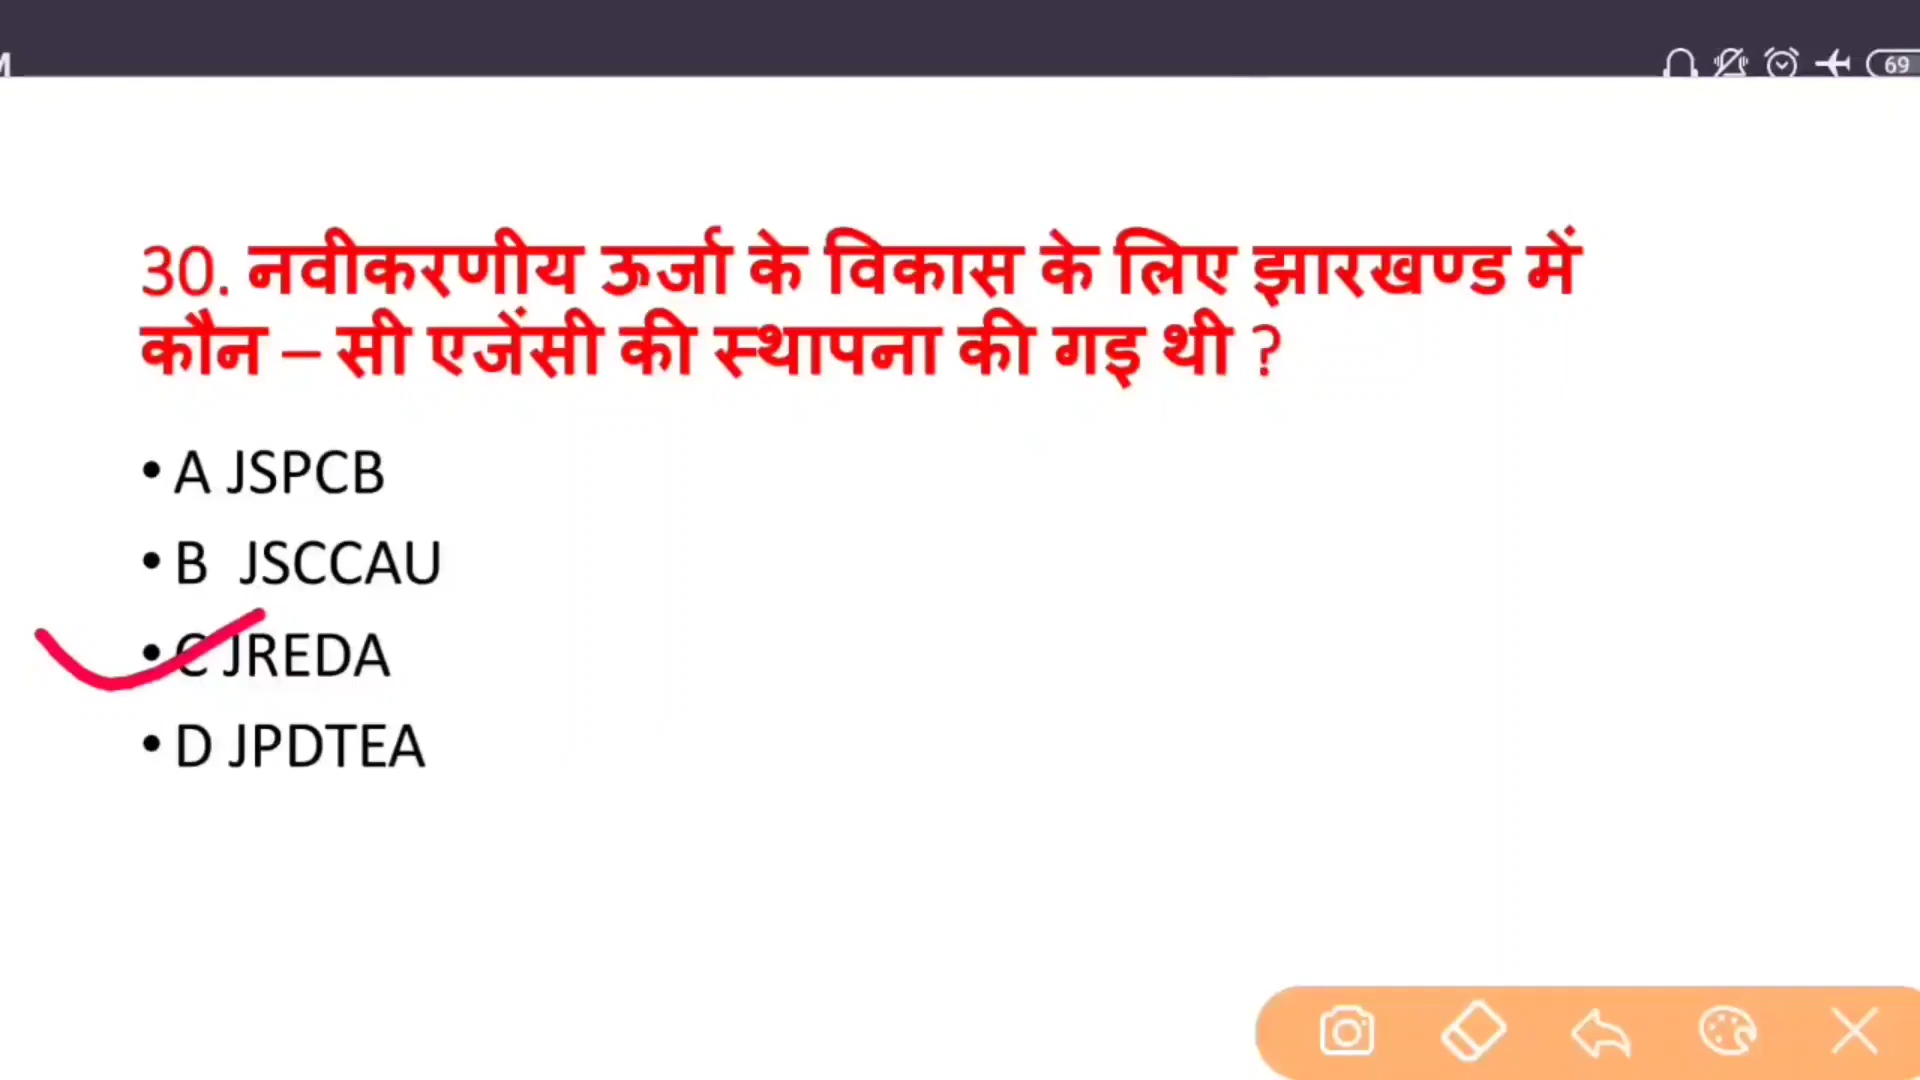 69
30. नवीकरणीय ऊर्जा के विकास के लिए झारखण्ड में
कौन – सी एजेंसी की स्थापना की गइ थी ?
• A JSPCB
• B JSCCAU
• C JREDA
• D JPDTEA